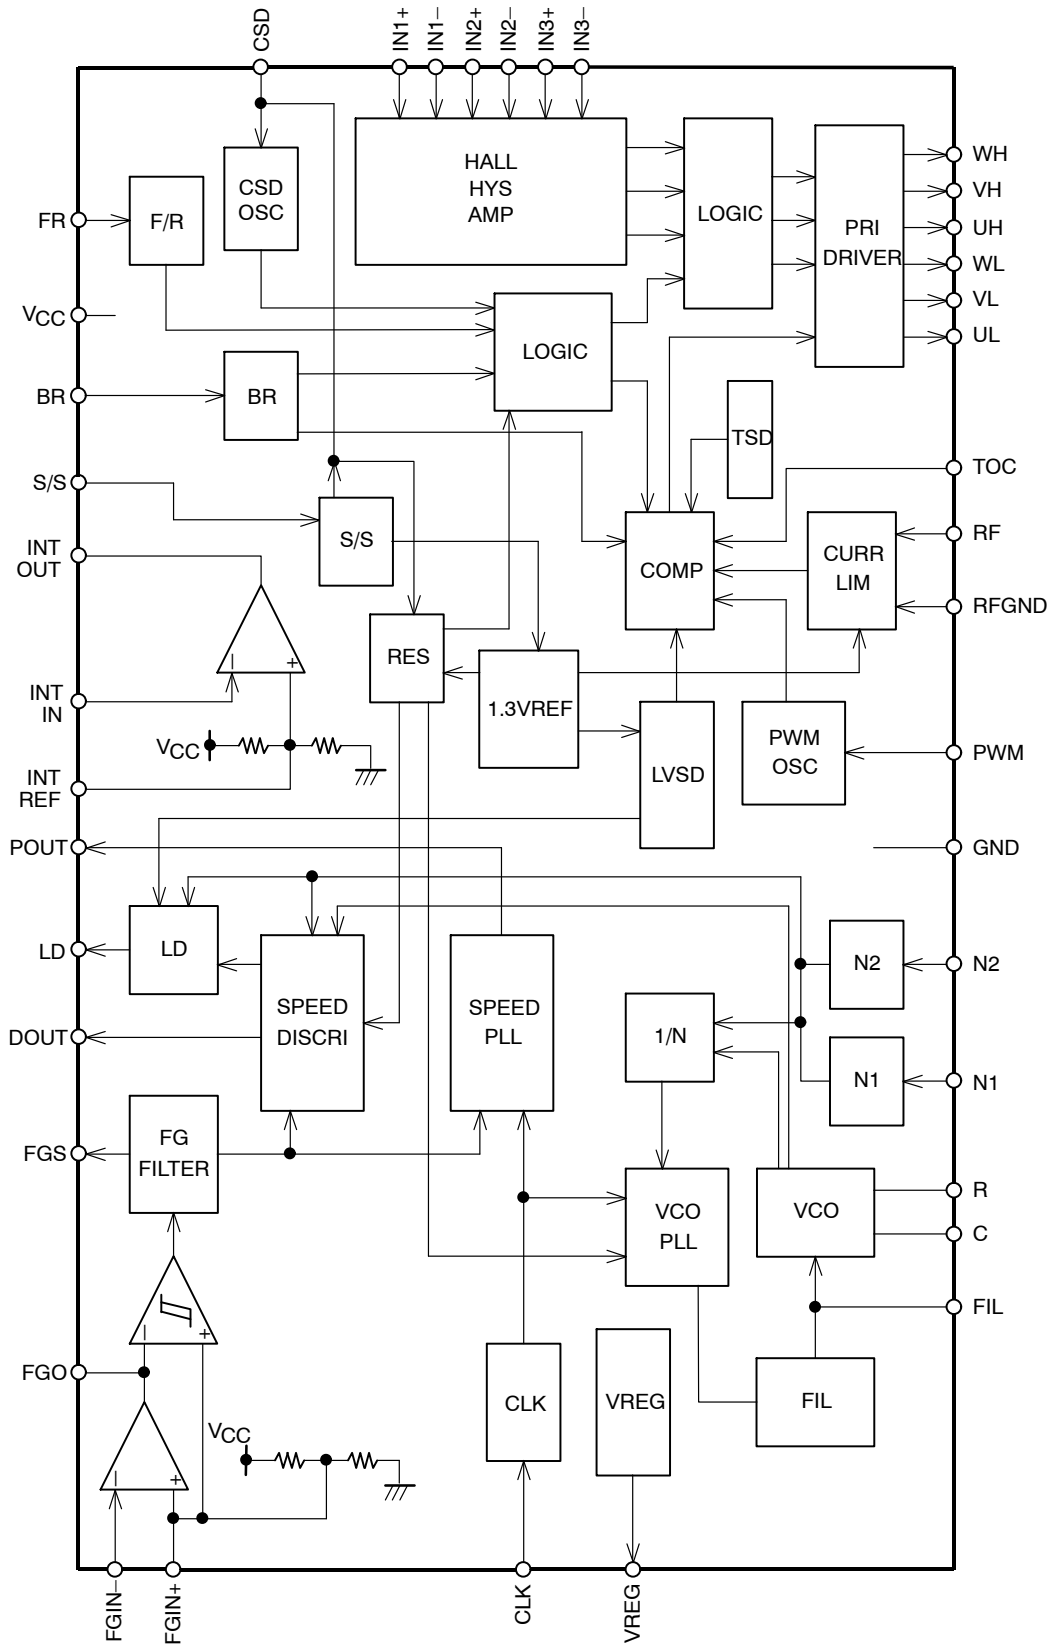 CSD
IN1+
IN1−
IN2+
IN2−
IN3+
IN3−
HALL
HYS
AMP
CSD
OSC
F/R
FR
LOGIC
PRI
DRIVER
WH
VH
UH
WL
VL
UL
VCC
LOGIC
BR
BR
TSD
TOC
S/S
S/S
INT
OUT
COMP
CURR
LIM
RF
RFGND
−
+
RES
1.3VREF
INT
IN
VCC
LVSD
PWM
OSC
PWM
INT
REF
POUT
GND
LD
LD
SPEED
DISCRI
SPEED
PLL
N2
N2
1/N
DOUT
N1
N1
FG
FILTER
FGS
VCO
PLL
VCO
R
C
FIL
−
+
FGO
CLK
VREG
FIL
VCC
−
+
FGIN−
FGIN+
CLK
VREG